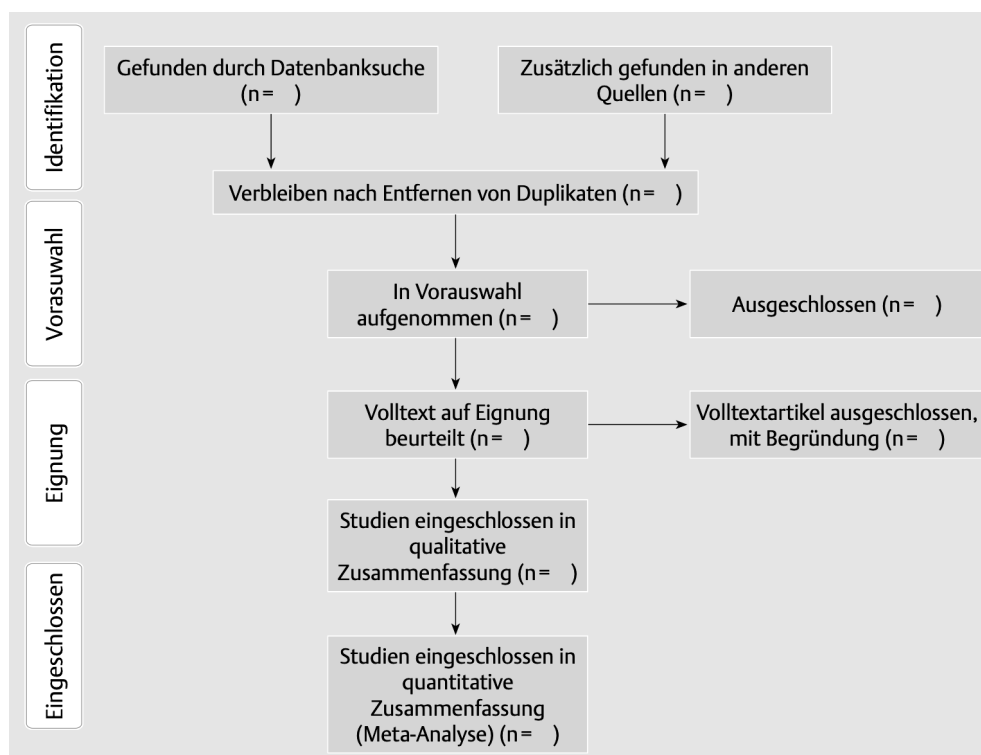 Identifikation
Gefunden durch Datenbanksuche
(n=   )
Zusätzlich gefunden in anderen
Quellen (n=   )
Verbleiben nach Entfernen von Duplikaten (n=   )
Vorasuwahl
In Vorauswahl
aufgenommen (n=   )
Ausgeschlossen (n=   )
Eignung
Volltext auf Eignung
beurteilt (n=   )
Volltextartikel ausgeschlossen,
mit Begründung (n=   )
Studien eingeschlossen in
qualitative
Zusammenfassung (n=   )
Eingeschlossen
Studien eingeschlossen in
quantitative
Zusammenfassung
(Meta-Analyse) (n=   )